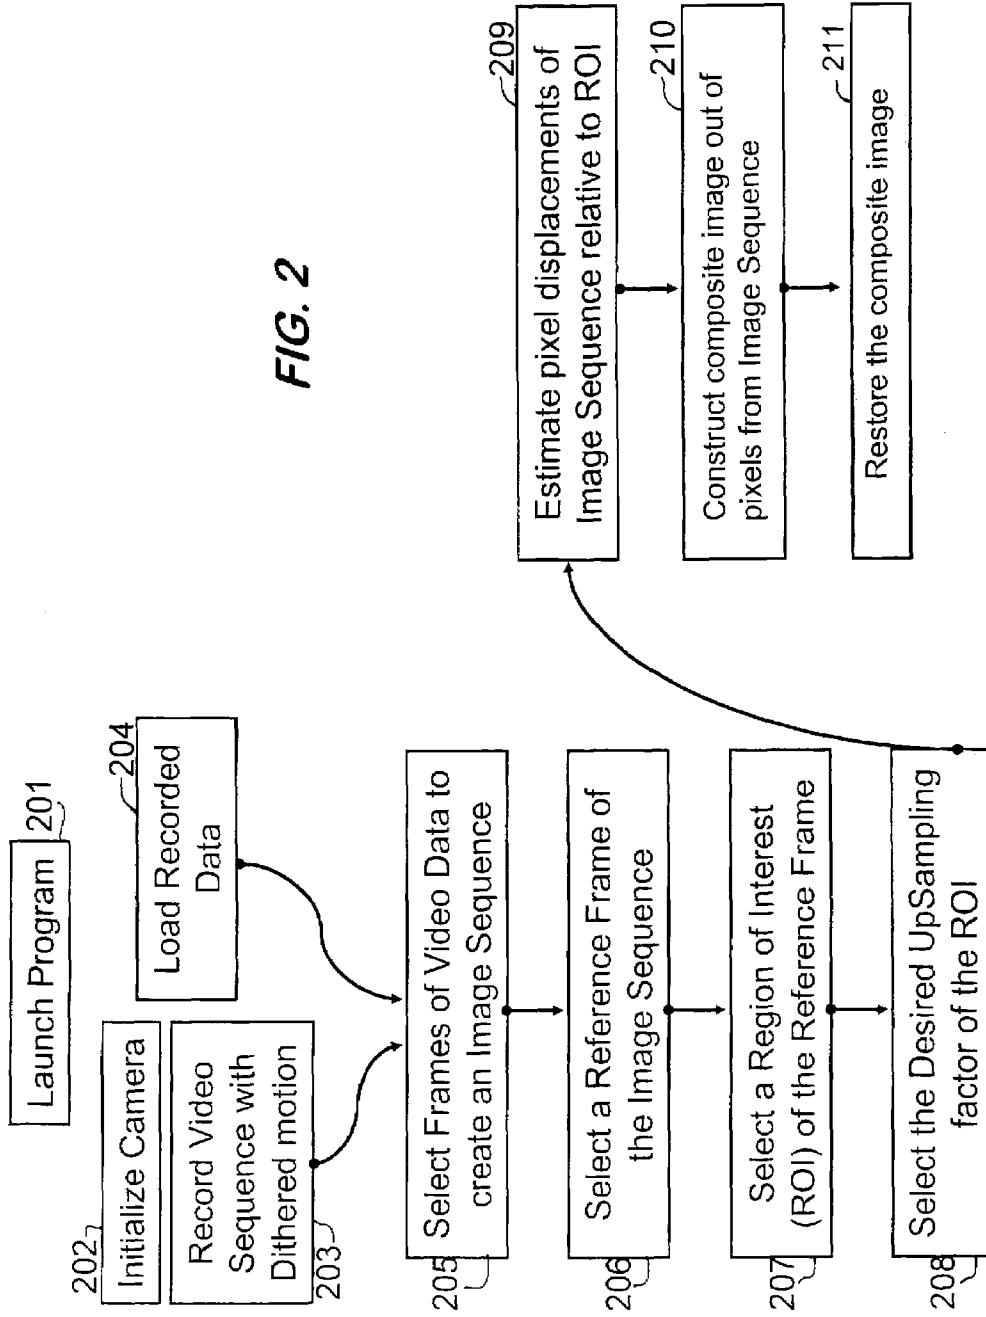 FIG. 2
Launch Program
201
202
Initialize Camera
Record Video
Sequence with
Dithered motion
203
204
Load Recorded
Data
Select Frames of Video Data to
create an Image Sequence
205
Select a Reference Frame of
the Image Sequence
206
Select a Region of Interest
(ROI) of the Reference Frame
207
Select the Desired UpSampling
factor of the ROI
208
209
Estimate pixel displacements of
Image Sequence relative to ROI
210
Construct composite image out of
pixels from Image Sequence
211
Restore the composite image